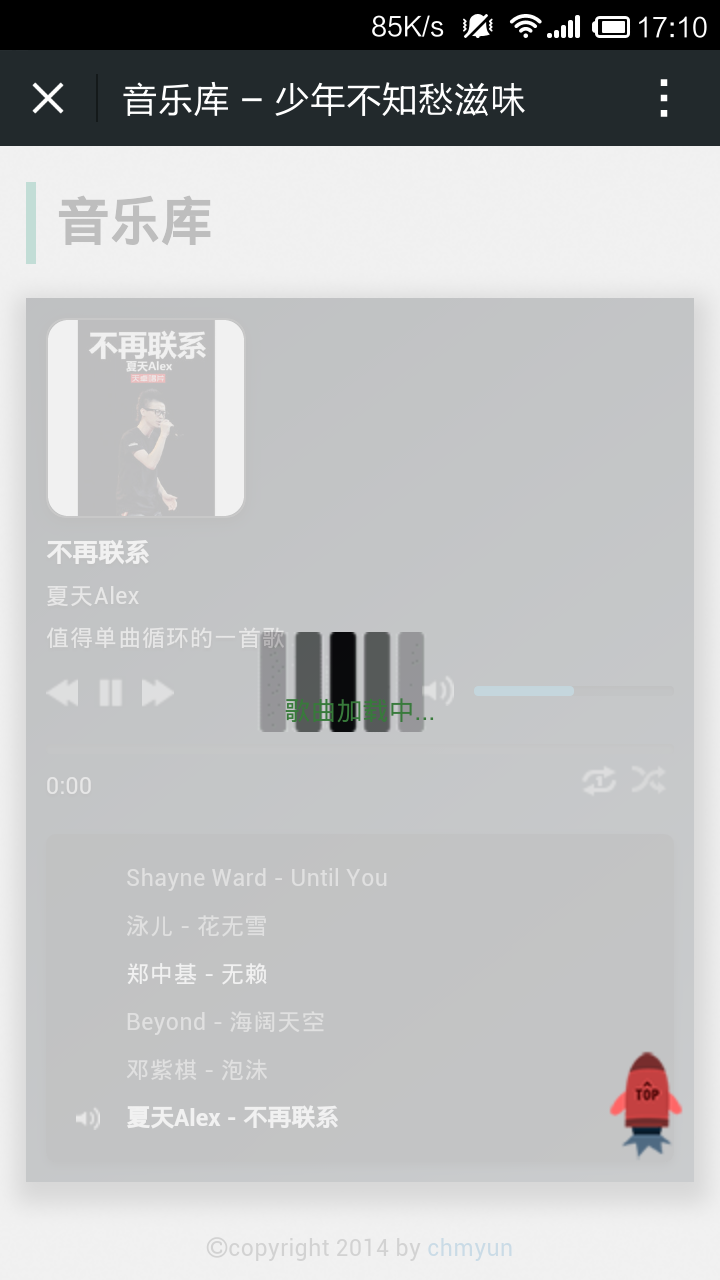 85K/s 17:10
音乐库 – 少年不知愁滋味
音乐库
不再联系
夏天Alex
不再联系
夏天Alex
值得单曲循环的一首歌
歌曲加载中...
0:00
Shayne Ward - Until You
泳儿 - 花无雪
郑中基 - 无赖
Beyond - 海阔天空
邓紫棋 - 泡沫
TOP
夏天Alex - 不再联系
©copyright 2014 by chmyun